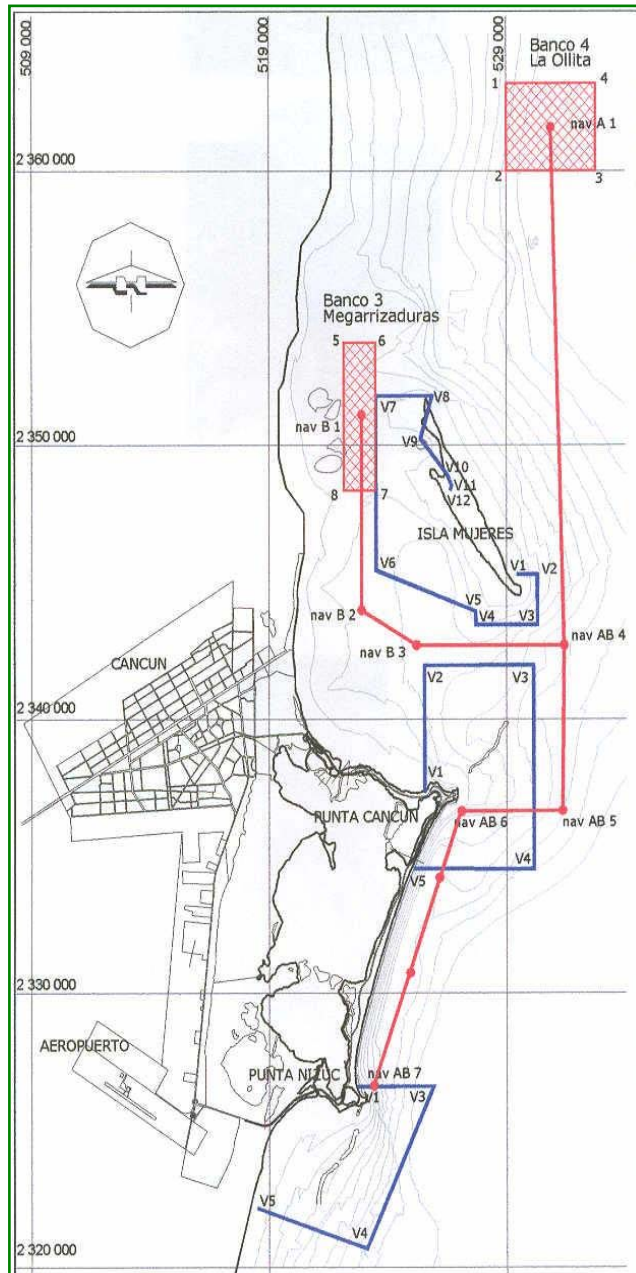 509 000
519 000
529 000
Banco 4
La Ollita
1
4
nav A 1
2 360 000
2
3
Banco 3
Megarrizaduras
5
6
V7
V8
nav B 1
2 350 000
V9
V10
V11
V12
8
7
ISLA MUJERES
V6
V1
V2
V5
V4
V3
nav B 2
nav B 3
nav AB 4
CANCUN
V2
V3
2 340 000
V1
PUNTA CANCUN
nav AB 6
nav AB 5
V5
V4
2 330 000
AEROPUERTO
PUNTA NIZUC
nav AB 7
V1
V3
V5
V4
2 320 000